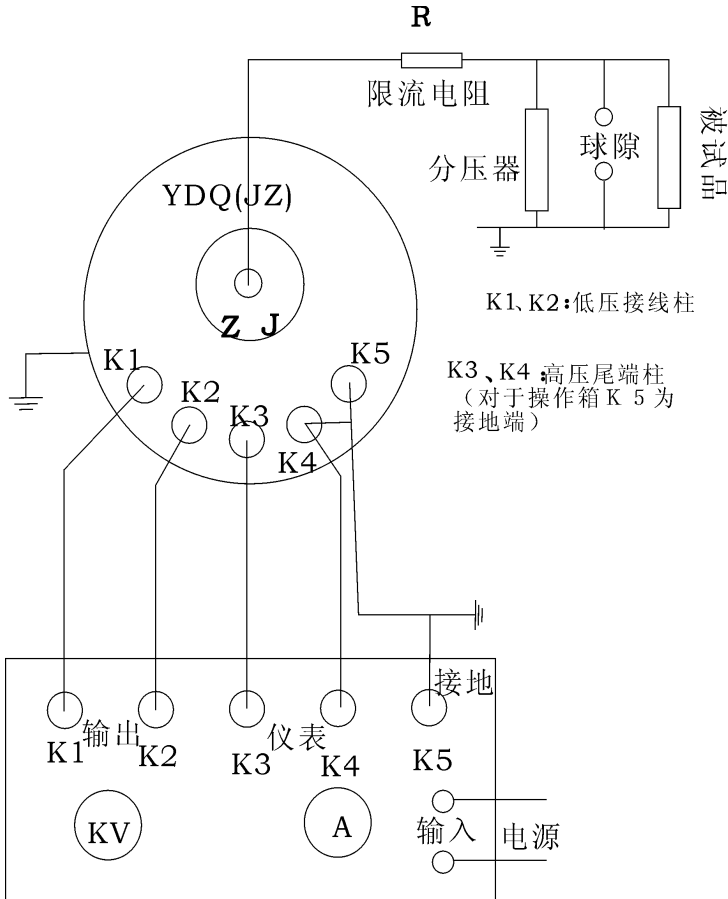 R
限流电阻
分压器
球隙
被试品
YDQ(JZ)
Z J
K1、K2:低压接线柱
K1
K2
K3
K4
K5
K3、K4:高压尾端柱
（对于操作箱K 5为
接地端）
接地
输出
仪表
K1
K2
K3
K4
K5
KV
A
输入
电源